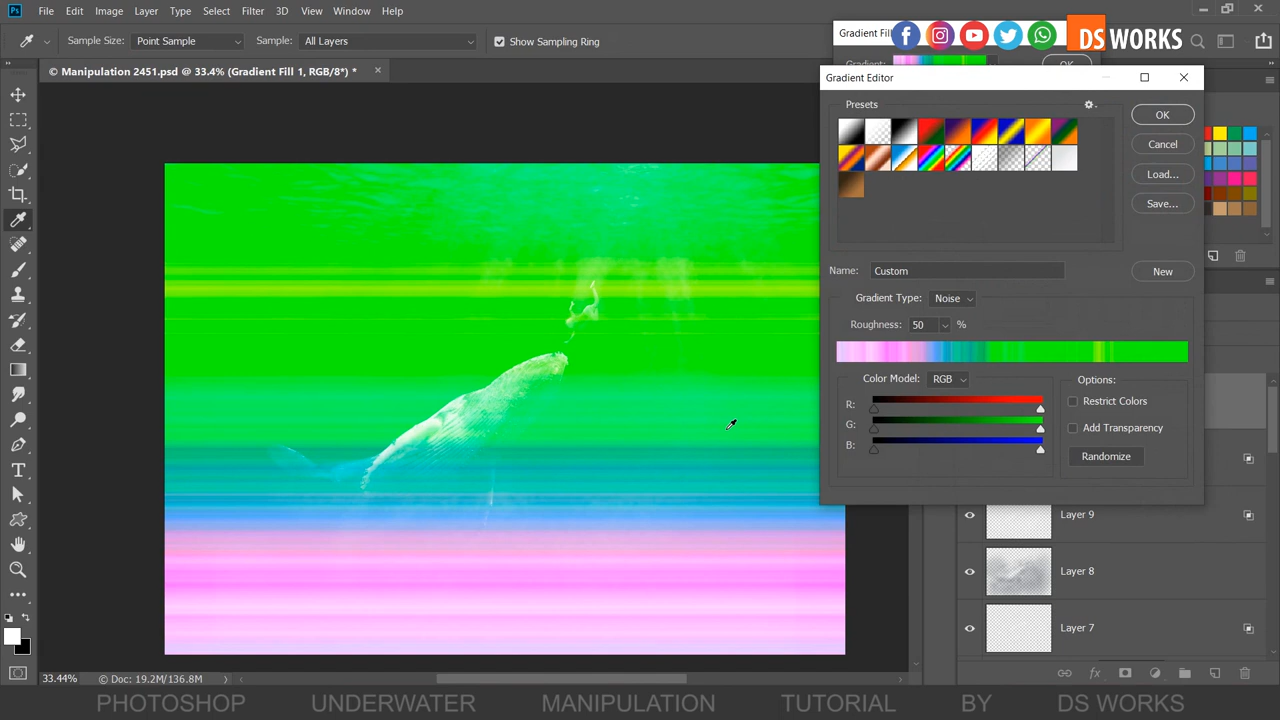 Ps File Edit Image Layer Type Select Filter 3D View Window Help
Sample Size: Point Sample Sample: All Layers Show Sampling Ring
Gradient Fill
DS WORKS
© Manipulation 2451.psd @ 33.4% (Gradient Fill 1, RGB/8*) *
Gradient:
OK
Gradient Editor
Presets
OK
Cancel
Load...
Save...
Name: Custom
New
Gradient Type: Noise
Roughness: 50 %
Color Model: RGB
Options:
R:
Restrict Colors
G:
Add Transparency
B:
Randomize
Layer 9
Layer 8
Layer 7
33.44% © Doc: 19.2M/136.8M
fx
PHOTOSHOP UNDERWATER MANIPULATION TUTORIAL BY DS WORKS